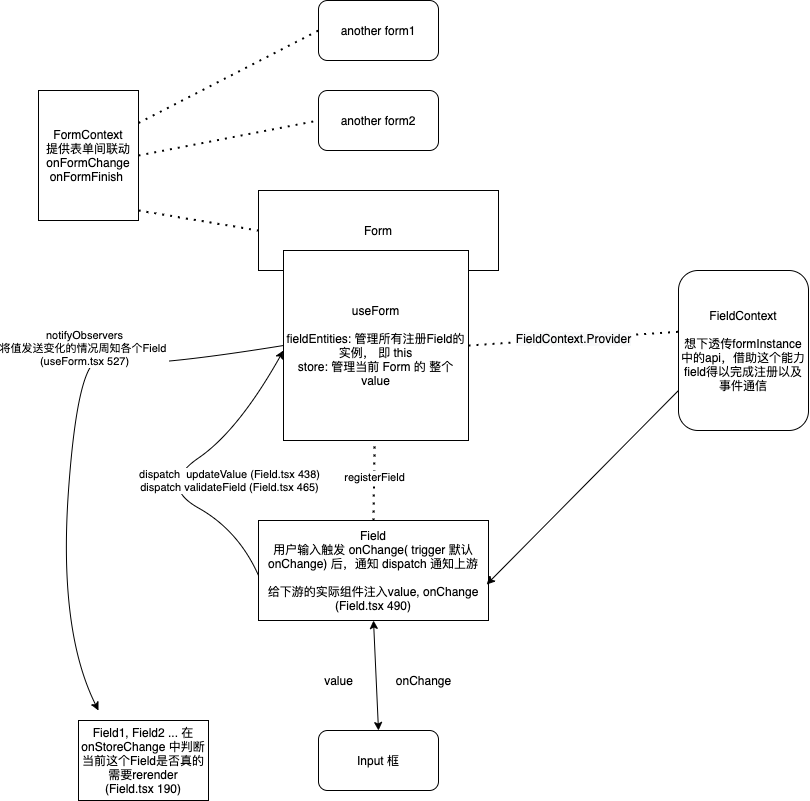 another form1
another form2
FormContext
提供表单间联动
onFormChange
onFormFinish
Form
useForm
fieldEntities: 管理所有注册Field的
实例， 即 this
store: 管理当前 Form 的 整个
value
FieldContext.Provider
FieldContext
想下透传formInstance
中的api，借助这个能力
field得以完成注册以及
事件通信
notifyObservers
将值发送变化的情况周知各个Field
(useForm.tsx 527)
dispatch updateValue (Field.tsx 438)
dispatch validateField (Field.tsx 465)
registerField
Field
用户输入触发 onChange( trigger 默认
onChange) 后，通知 dispatch 通知上游
给下游的实际组件注入value, onChange
(Field.tsx 490)
value
onChange
Field1, Field2 ... 在
onStoreChange 中判断
当前这个Field是否真的
需要rerender
(Field.tsx 190)
Input 框